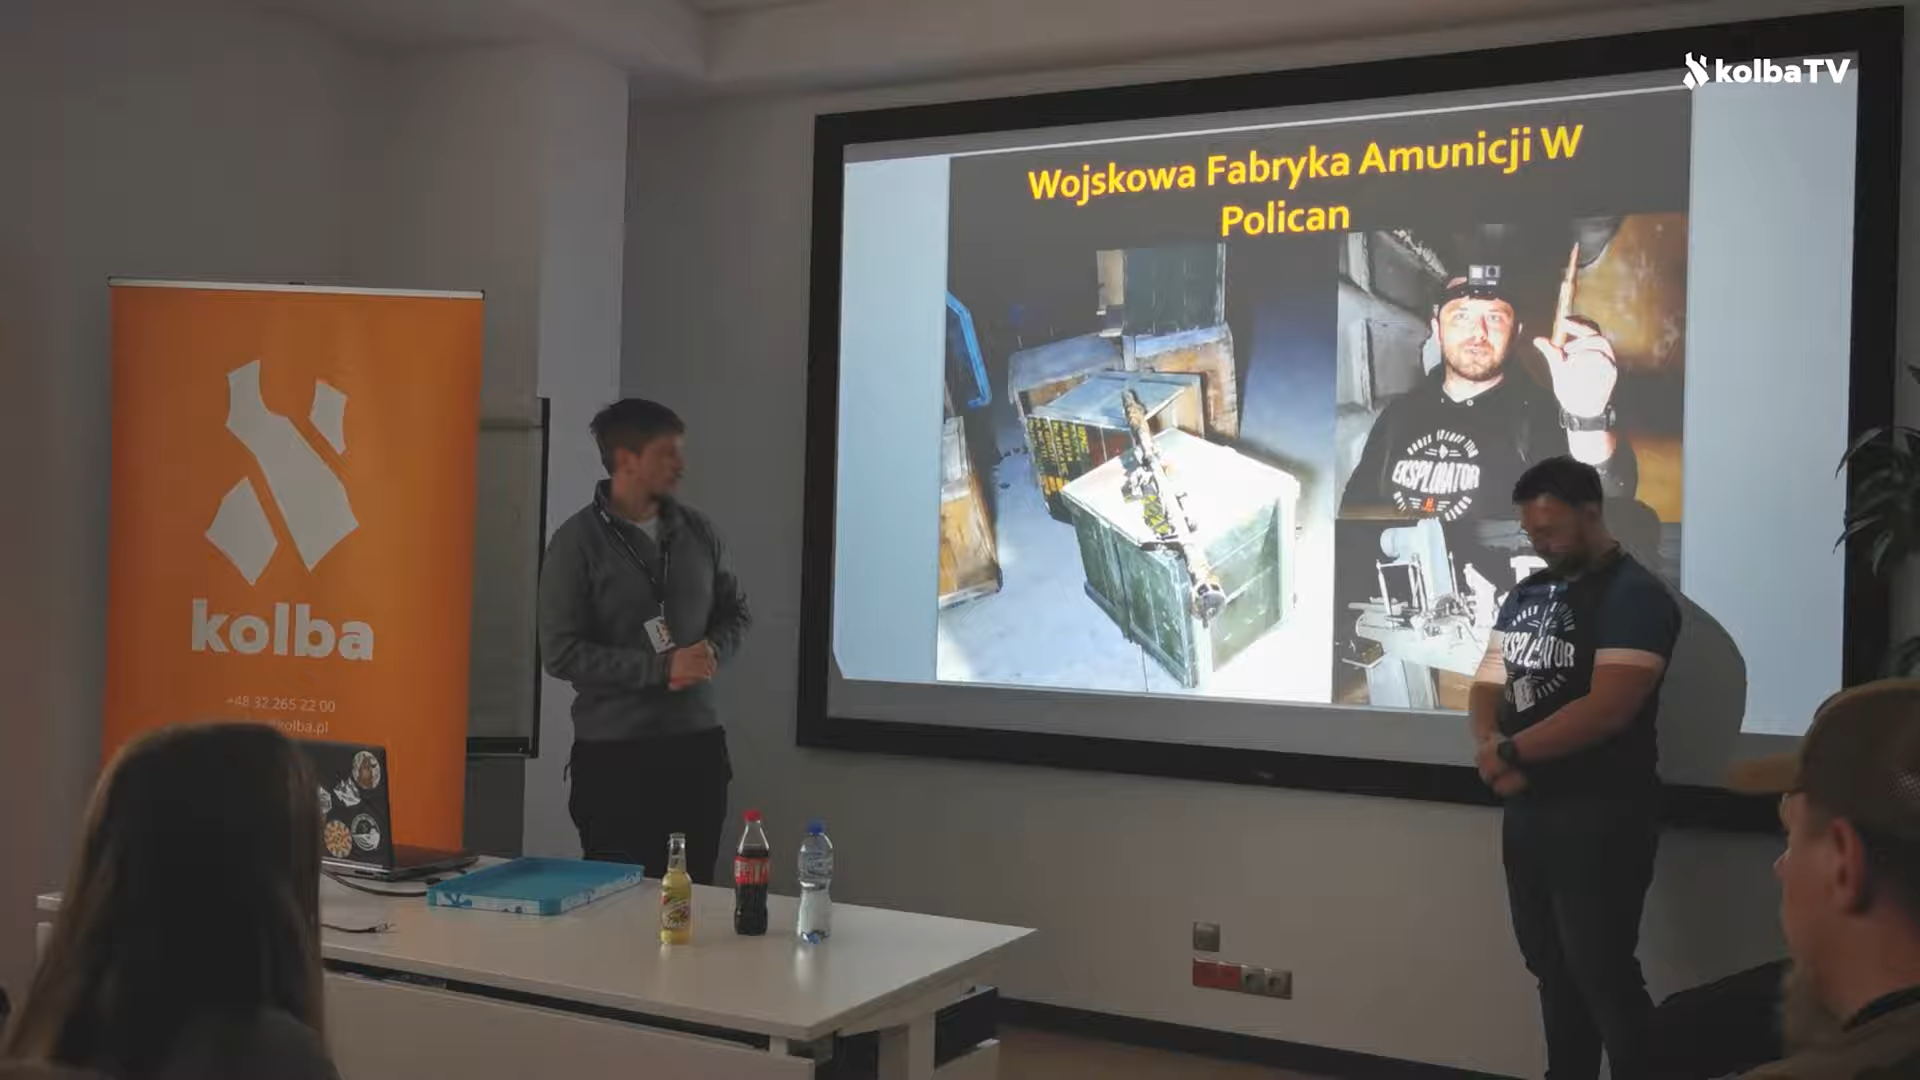 kolbaTV
Wojskowa Fabryka Amunicji W
Polican
EKSPLORATOR
kolba
+48 32 265 22 00
kolba.pl
EKSPLORATOR